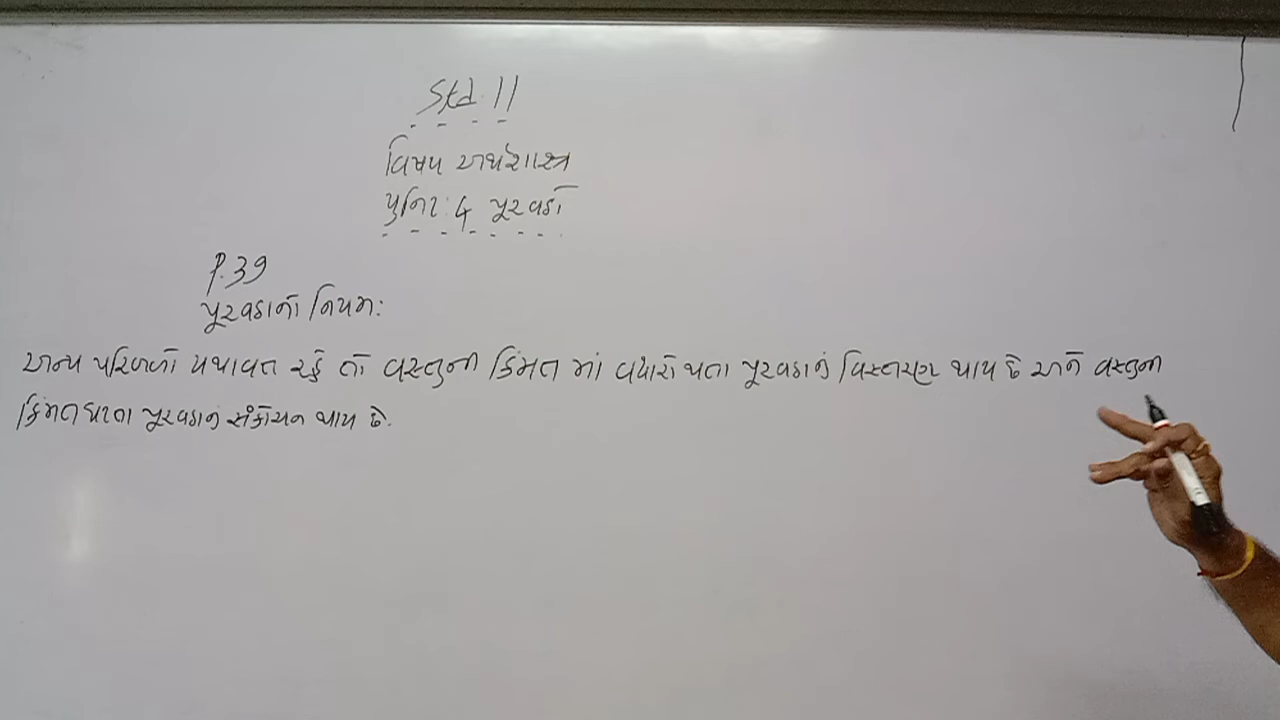 Std 11
વિષય અર્થશાસ્ત્ર
યુનિટ: 4 પૂરવઠો
P.39
પૂરવઠાનો નિયમ:
અન્ય પરિબળો યથાવત રહે તો વસ્તુની કિંમત માં વધારો થતા પૂરવઠાનું વિસ્તરણ થાય છે અને વસ્તુની
કિંમત ઘટતા પૂરવઠાનું સંકોચન થાય છે.